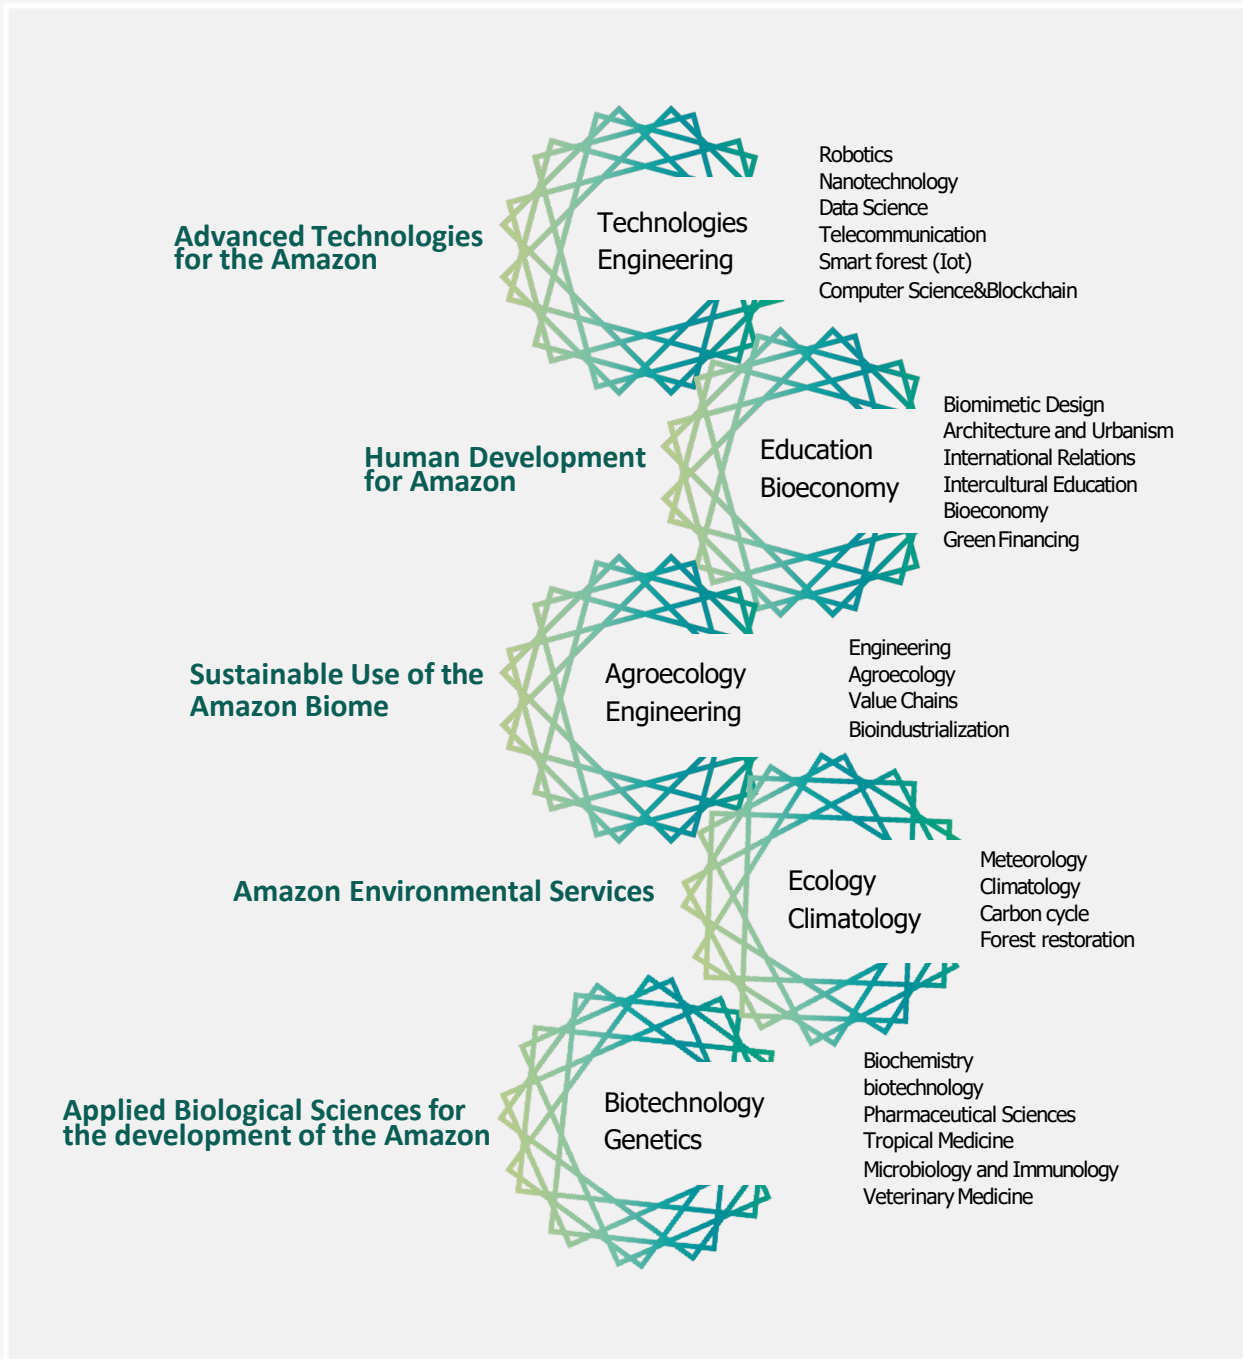 Advanced Technologies
for the Amazon
Technologies
Engineering
Robotics
Nanotechnology
Data Science
Telecommunication
Smart forest (Iot)
Computer Science&Blockchain
Human Development
for Amazon
Education
Bioeconomy
Biomimetic Design
Architecture and Urbanism
International Relations
Intercultural Education
Bioeconomy
Green Financing
Sustainable Use of the
Amazon Biome
Agroecology
Engineering
Engineering
Agroecology
Value Chains
Bioindustrialization
Amazon Environmental Services
Ecology
Climatology
Meteorology
Climatology
Carbon cycle
Forest restoration
Applied Biological Sciences for
the development of the Amazon
Biotechnology
Genetics
Biochemistry
biotechnology
Pharmaceutical Sciences
Tropical Medicine
Microbiology and Immunology
Veterinary Medicine